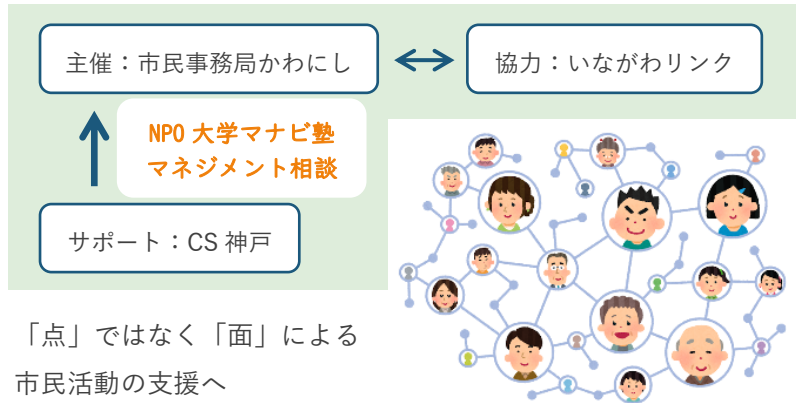 主催：市民事務局かわにし
協力：いながわリンク
NPO 大学マナビ塾
マネジメント相談
サポート：CS 神戸
「点」ではなく「面」による
市民活動の支援へ